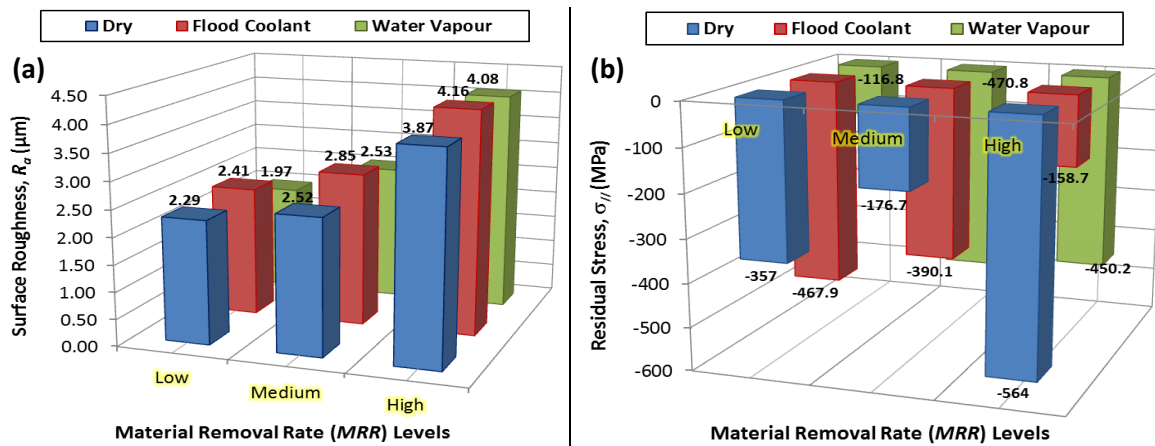 Dry Flood Coolant Water Vapour
(a)
Surface Roughness, Ra (µm)
4.50
4.00
3.50
3.00
2.50
2.00
1.50
1.00
0.50
0.00
2.29
2.41
1.97
2.52
2.85
2.53
3.87
4.16
4.08
Low
Medium
High
Material Removal Rate (MRR) Levels
Dry Flood Coolant Water Vapour
(b)
Residual Stress, σ// (MPa)
0
-100
-200
-300
-400
-500
-600
Low
Medium
High
-116.8
-470.8
-158.7
-176.7
-357
-467.9
-390.1
-450.2
-564
Material Removal Rate (MRR) Levels